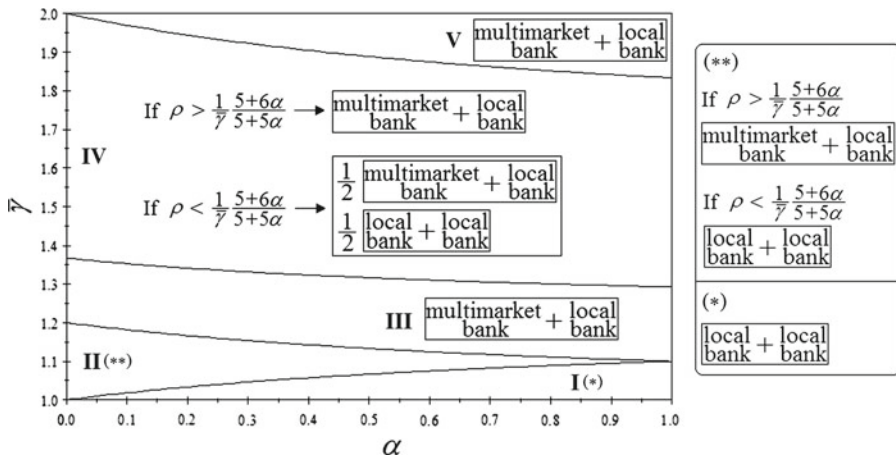 2.0
1.9
1.8
1.7
1.6
1.5
1.4
1.3
1.2
1.1
1.0
γ̅
0.0 0.1 0.2 0.3 0.4 0.5 0.6 0.7 0.8 0.9 1.0
α
V multimarket bank + local bank
IV
If ρ > 1/γ̅ 5+6α/5+5α → multimarket bank + local bank
If ρ < 1/γ̅ 5+6α/5+5α →
1/2 multimarket bank + local bank
1/2 local bank + local bank
III multimarket bank + local bank
II (**)
I (*)
(**)
If ρ > 1/γ̅ 5+6α/5+5α
multimarket bank + local bank
If ρ < 1/γ̅ 5+6α/5+5α
local bank + local bank
(*)
local bank + local bank